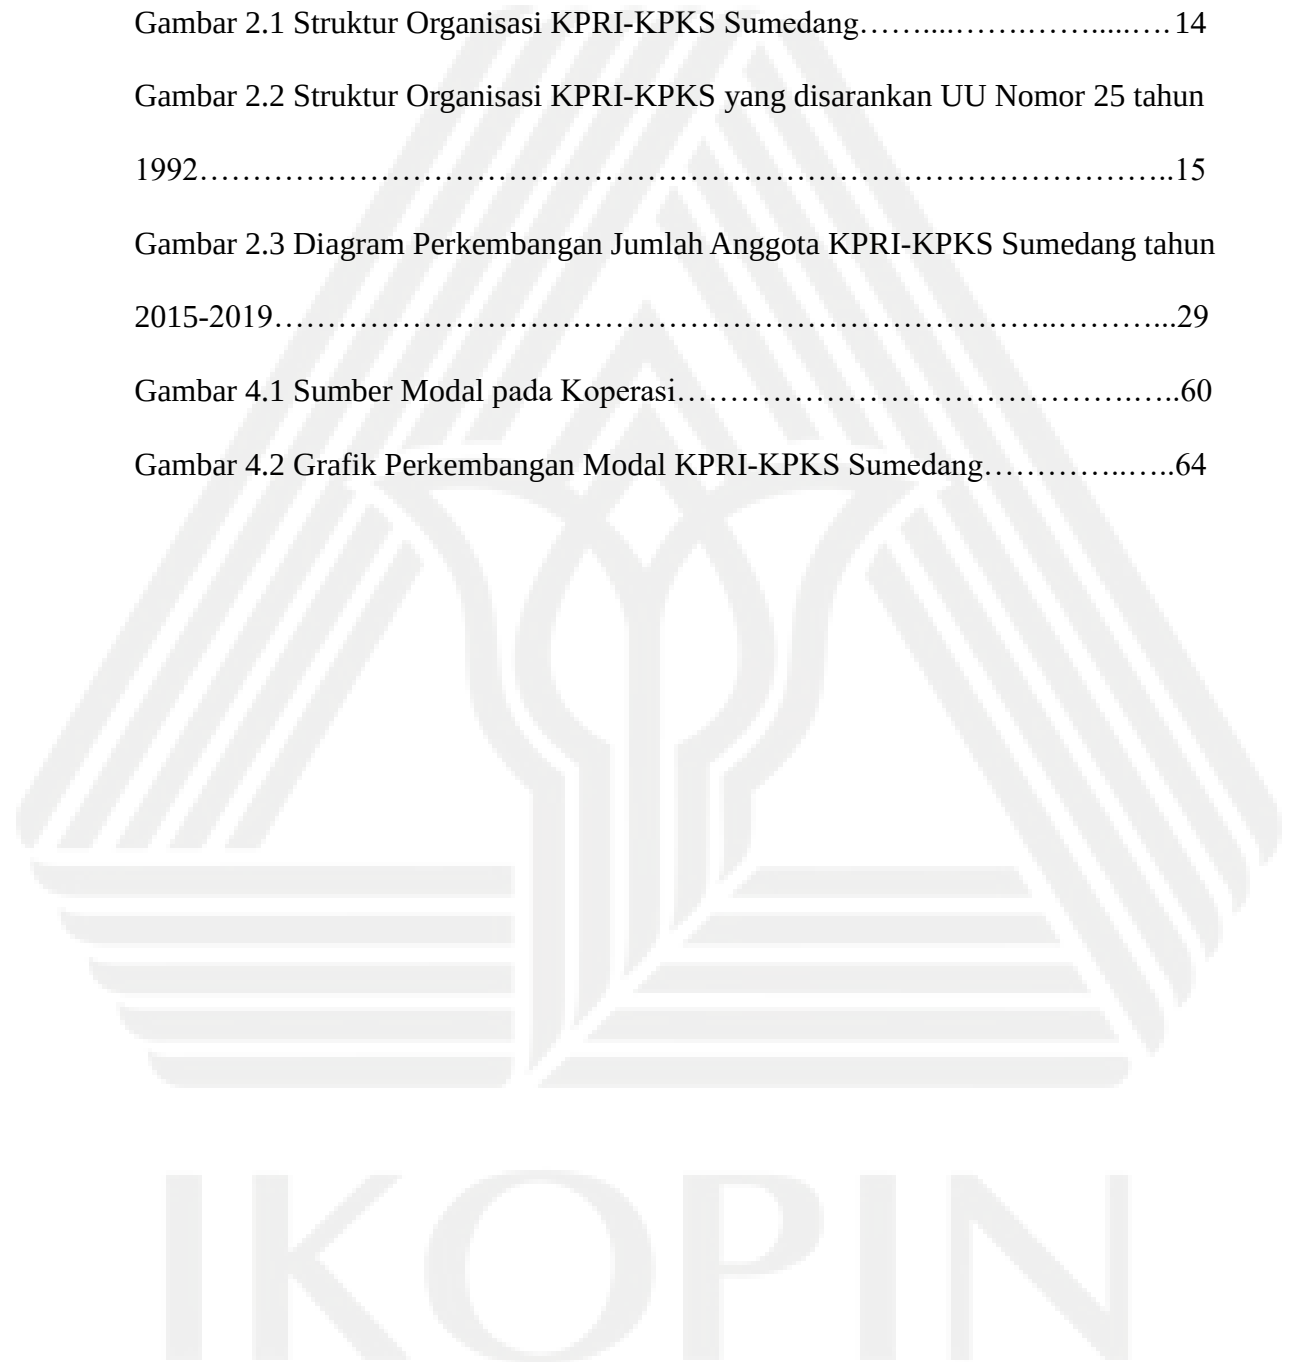 Gambar 2.1 Struktur Organisasi KPRI-KPKS Sumedang……....…….…….....….14
Gambar 2.2 Struktur Organisasi KPRI-KPKS yang disarankan UU Nomor 25 tahun
1992………………………………………………………………………………..15
Gambar 2.3 Diagram Perkembangan Jumlah Anggota KPRI-KPKS Sumedang tahun
2015-2019………………………………………………………………..………...29
Gambar 4.1 Sumber Modal pada Koperasi…………………………………….…..60
Gambar 4.2 Grafik Perkembangan Modal KPRI-KPKS Sumedang…………..…..64
IKOPIN